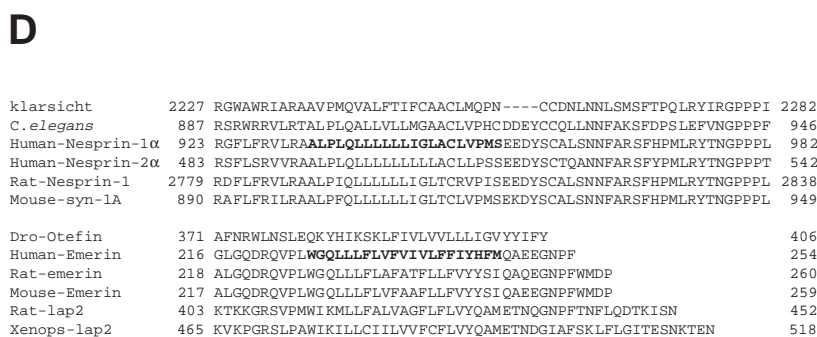 D
klarsicht 2227 RGWAWRIARAAVPMQVALFTIFCAACLMQPN----CCDNLNNLSMSFTPQLRYIRGPPPI 2282
C.elegans 887 RSRWRRVLRTALPLQALLVLLMGAACLVPHCDDEYCCQLLNNFAKSFDPSLEFVNGPPPF 946
Human-Nesprin-1α 923 RGFLFRVLRAALPLQLLLLLLIGLACLVPMSEEDYSCALSNNFARSFHPMLRYTNGPPPL 982
Human-Nesprin-2α 483 RSFLSRVVRAALPLQLLLLLLLLLACLLPSSEEDYSCTQANNFARSFYPMLRYTNGPPPT 542
Rat-Nesprin-1 2779 RDFLFRVLRAALPIQLLLLLLIGLTCRVPISEEDYSCALSNNFARSFHPMLRYTNGPPPL 2838
Mouse-syn-1A 890 RAFLFRILRAALPFQLLLLLLIGLTCLVPMSEKDYSCALSNNFARSFHPMLRYTNGPPPL 949
Dro-Otefin 371 AFNRWLNSLEQKYHIKSKLFIVLVVLLLIGVYYIFY 406
Human-Emerin 216 GLGQDRQVPLWGQLLLFLVFVIVLFFIYHFMQAEEGNPF 254
Rat-emerin 218 ALGQDRQVPLWGQLLLFLAFATFLLFVYYSIQAQEGNPFWMDP 260
Mouse-Emerin 217 ALGQDRQVPLWGQLLLFLVFAAFLLFVYYSIQAEEGNPFWMDP 259
Rat-lap2 403 KTKKGRSVPMWIKMLLFALVAGFLFLVYQAMETNQGNPFTNFLQDTKISN 452
Xenops-lap2 465 KVKPGRSLPAWIKILLCIILVVFCFLVYQAMETNDGIAFSKLFLGITESNKTEN 518